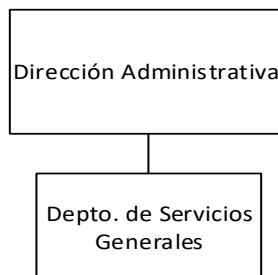 Dirección Administrativa
Depto. de Servicios
Generales